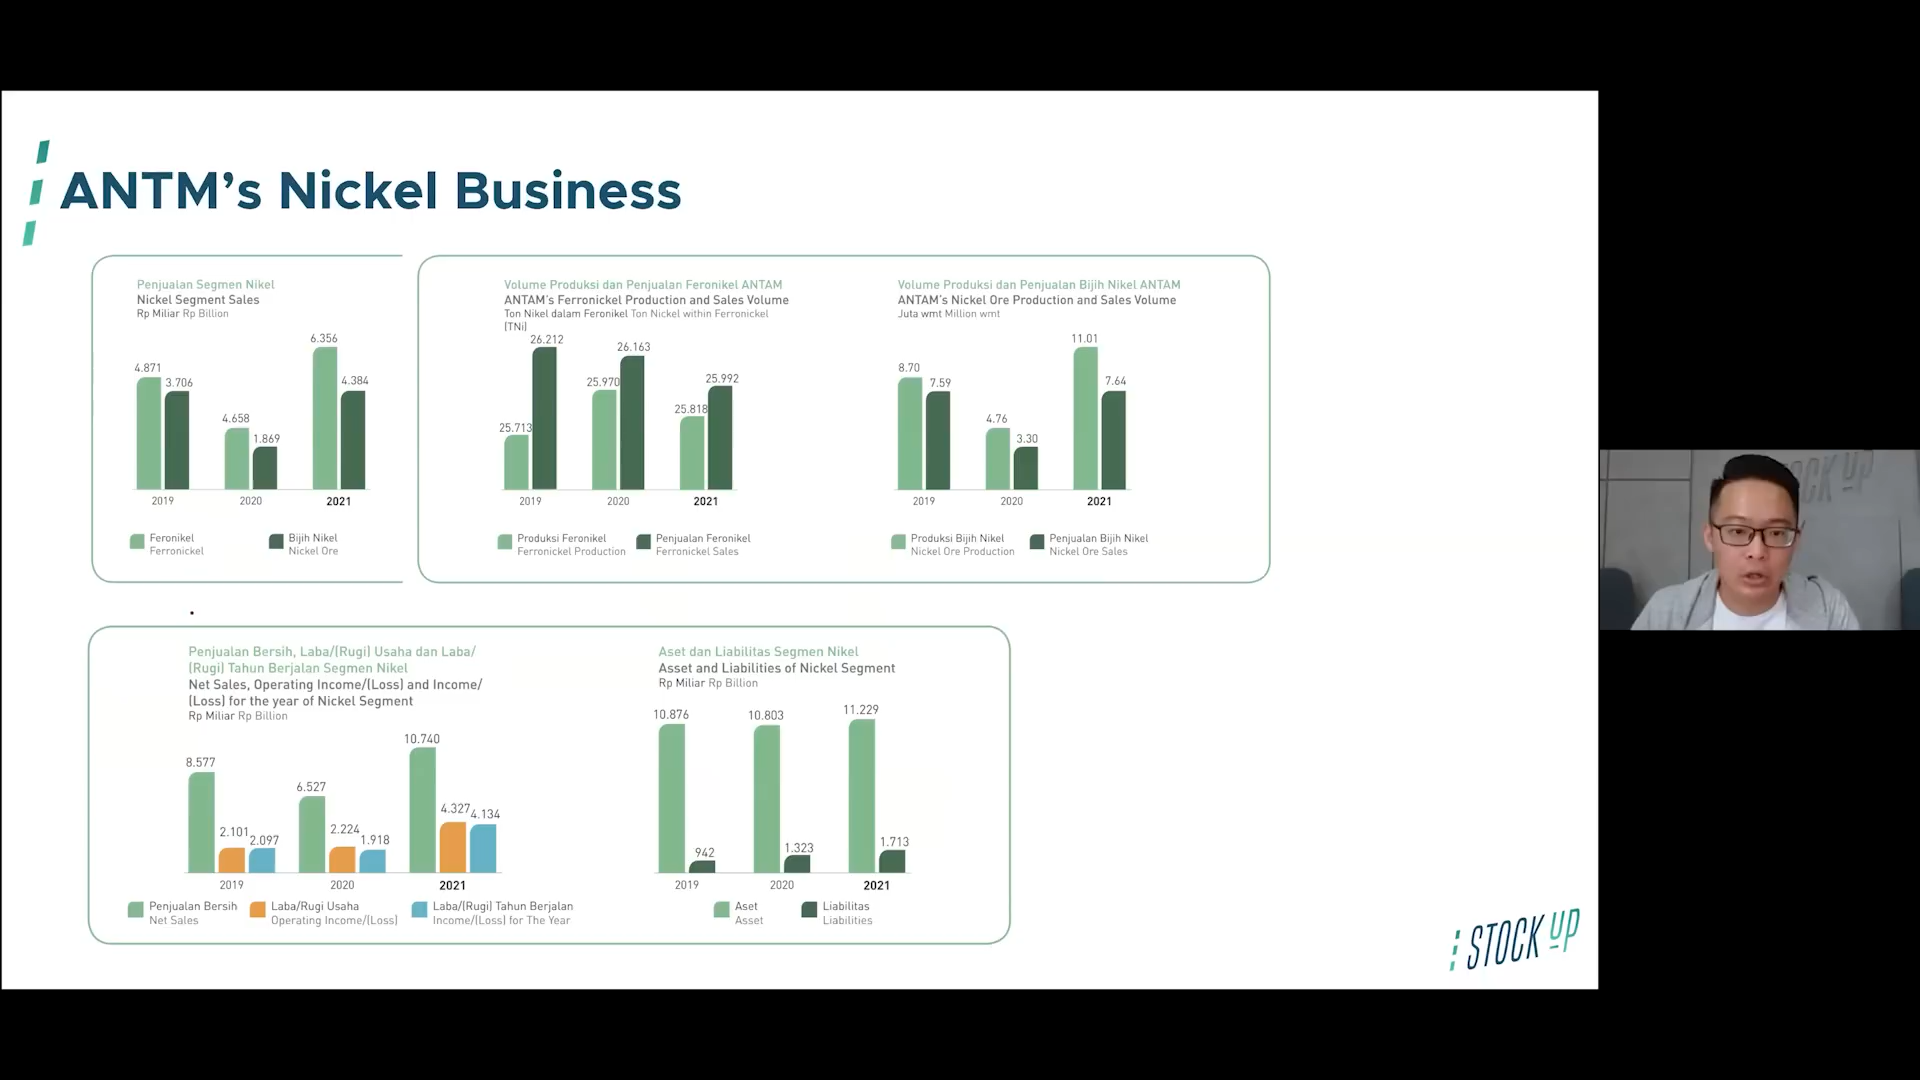 ANTM’s Nickel Business
Penjualan Segmen Nikel
Nickel Segment Sales
Rp Miliar Rp Billion
4.871
3.706
4.658
1.869
6.356
4.384
2019
2020
2021
Feronikel
Ferronickel
Bijih Nikel
Nickel Ore
Volume Produksi dan Penjualan Feronikel ANTAM
ANTAM’s Ferronickel Production and Sales Volume
Ton Nikel dalam Feronikel Ton Nickel within Ferronickel
(TNi)
25.713
26.212
25.970
26.163
25.818
25.992
2019
2020
2021
Produksi Feronikel
Ferronickel Production
Penjualan Feronikel
Ferronickel Sales
Volume Produksi dan Penjualan Bijih Nikel ANTAM
ANTAM’s Nickel Ore Production and Sales Volume
Juta wmt Million wmt
8.70
7.59
4.76
3.30
11.01
7.64
2019
2020
2021
Produksi Bijih Nikel
Nickel Ore Production
Penjualan Bijih Nikel
Nickel Ore Sales
Penjualan Bersih, Laba/(Rugi) Usaha dan Laba/
(Rugi) Tahun Berjalan Segmen Nikel
Net Sales, Operating Income/(Loss) and Income/
(Loss) for the year of Nickel Segment
Rp Miliar Rp Billion
8.577
2.101
2.097
6.527
2.224
1.918
10.740
4.327
4.134
2019
2020
2021
Penjualan Bersih
Net Sales
Laba/Rugi Usaha
Operating Income/(Loss)
Laba/(Rugi) Tahun Berjalan
Income/(Loss) for The Year
Aset dan Liabilitas Segmen Nikel
Asset and Liabilities of Nickel Segment
Rp Miliar Rp Billion
10.876
942
10.803
1.323
11.229
1.713
2019
2020
2021
Aset
Asset
Liabilitas
Liabilities
STOCK UP
STOCK UP